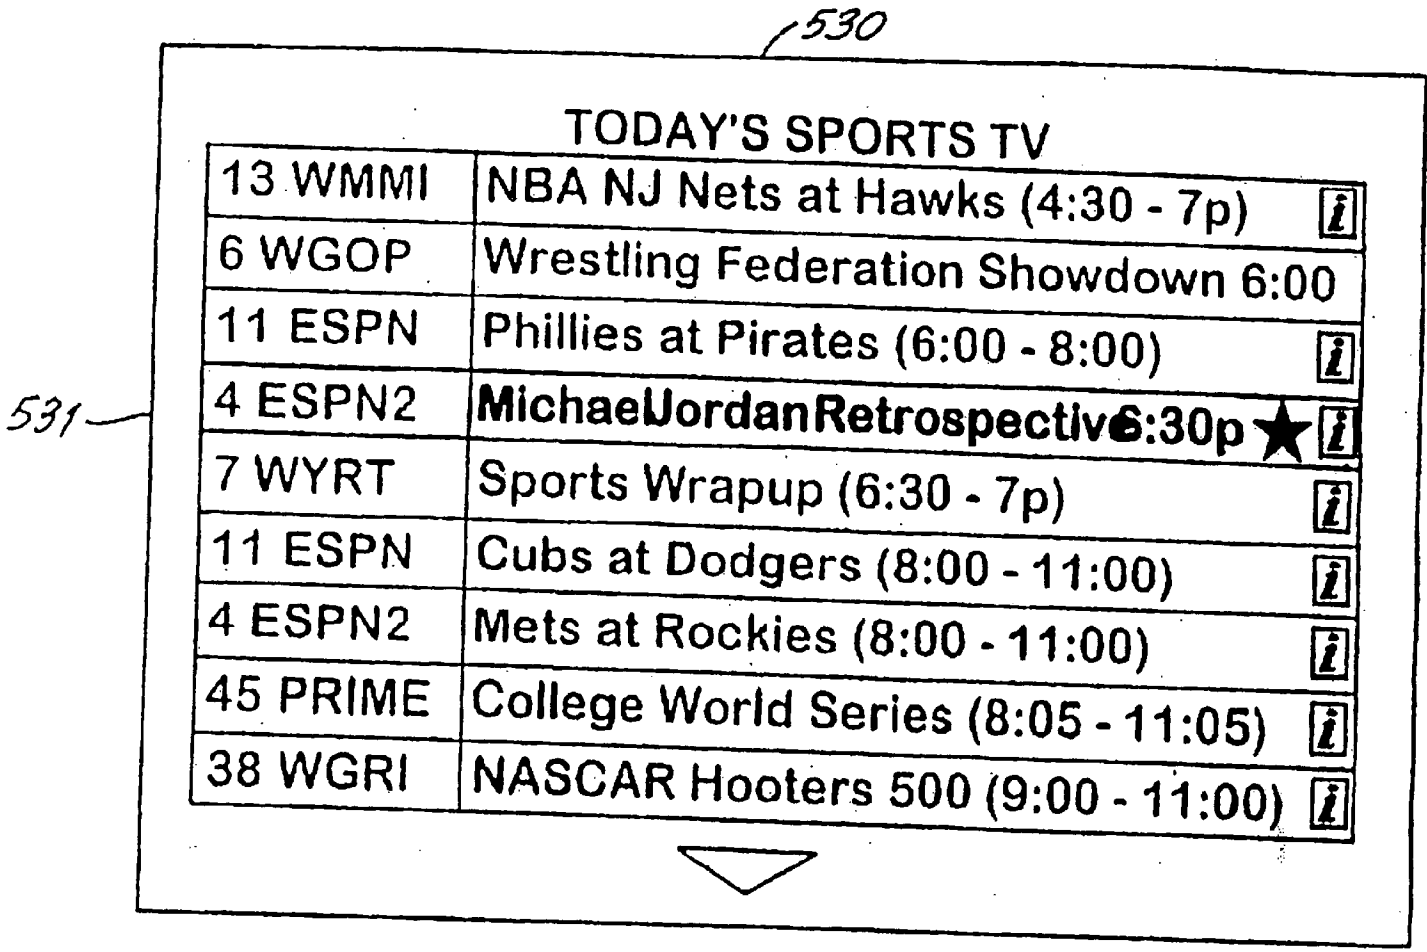 530
TODAY'S SPORTS TV
13 WMMI NBA NJ Nets at Hawks (4:30 - 7p) i
6 WGOP Wrestling Federation Showdown 6:00
11 ESPN Phillies at Pirates (6:00 - 8:00) i
531 4 ESPN2 Michael Jordan Retrospective 6:30p ★ i
7 WYRT Sports Wrapup (6:30 - 7p) i
11 ESPN Cubs at Dodgers (8:00 - 11:00) i
4 ESPN2 Mets at Rockies (8:00 - 11:00) i
45 PRIME College World Series (8:05 - 11:05) i
38 WGRI NASCAR Hooters 500 (9:00 - 11:00) i